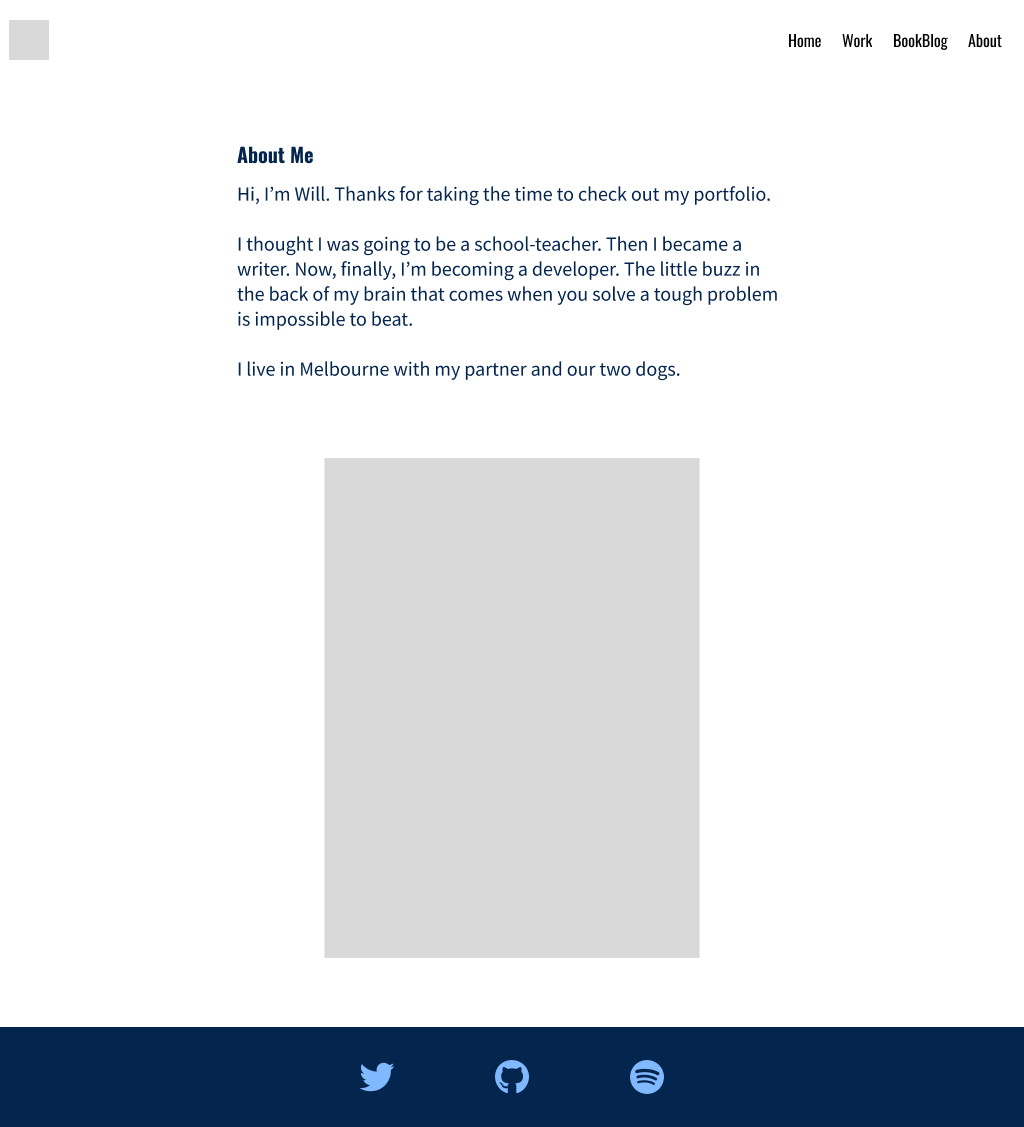 Home Work BookBlog About
About Me
Hi, I’m Will. Thanks for taking the time to check out my portfolio.
I thought I was going to be a school-teacher. Then I became a
writer. Now, finally, I’m becoming a developer. The little buzz in
the back of my brain that comes when you solve a tough problem
is impossible to beat.
I live in Melbourne with my partner and our two dogs.